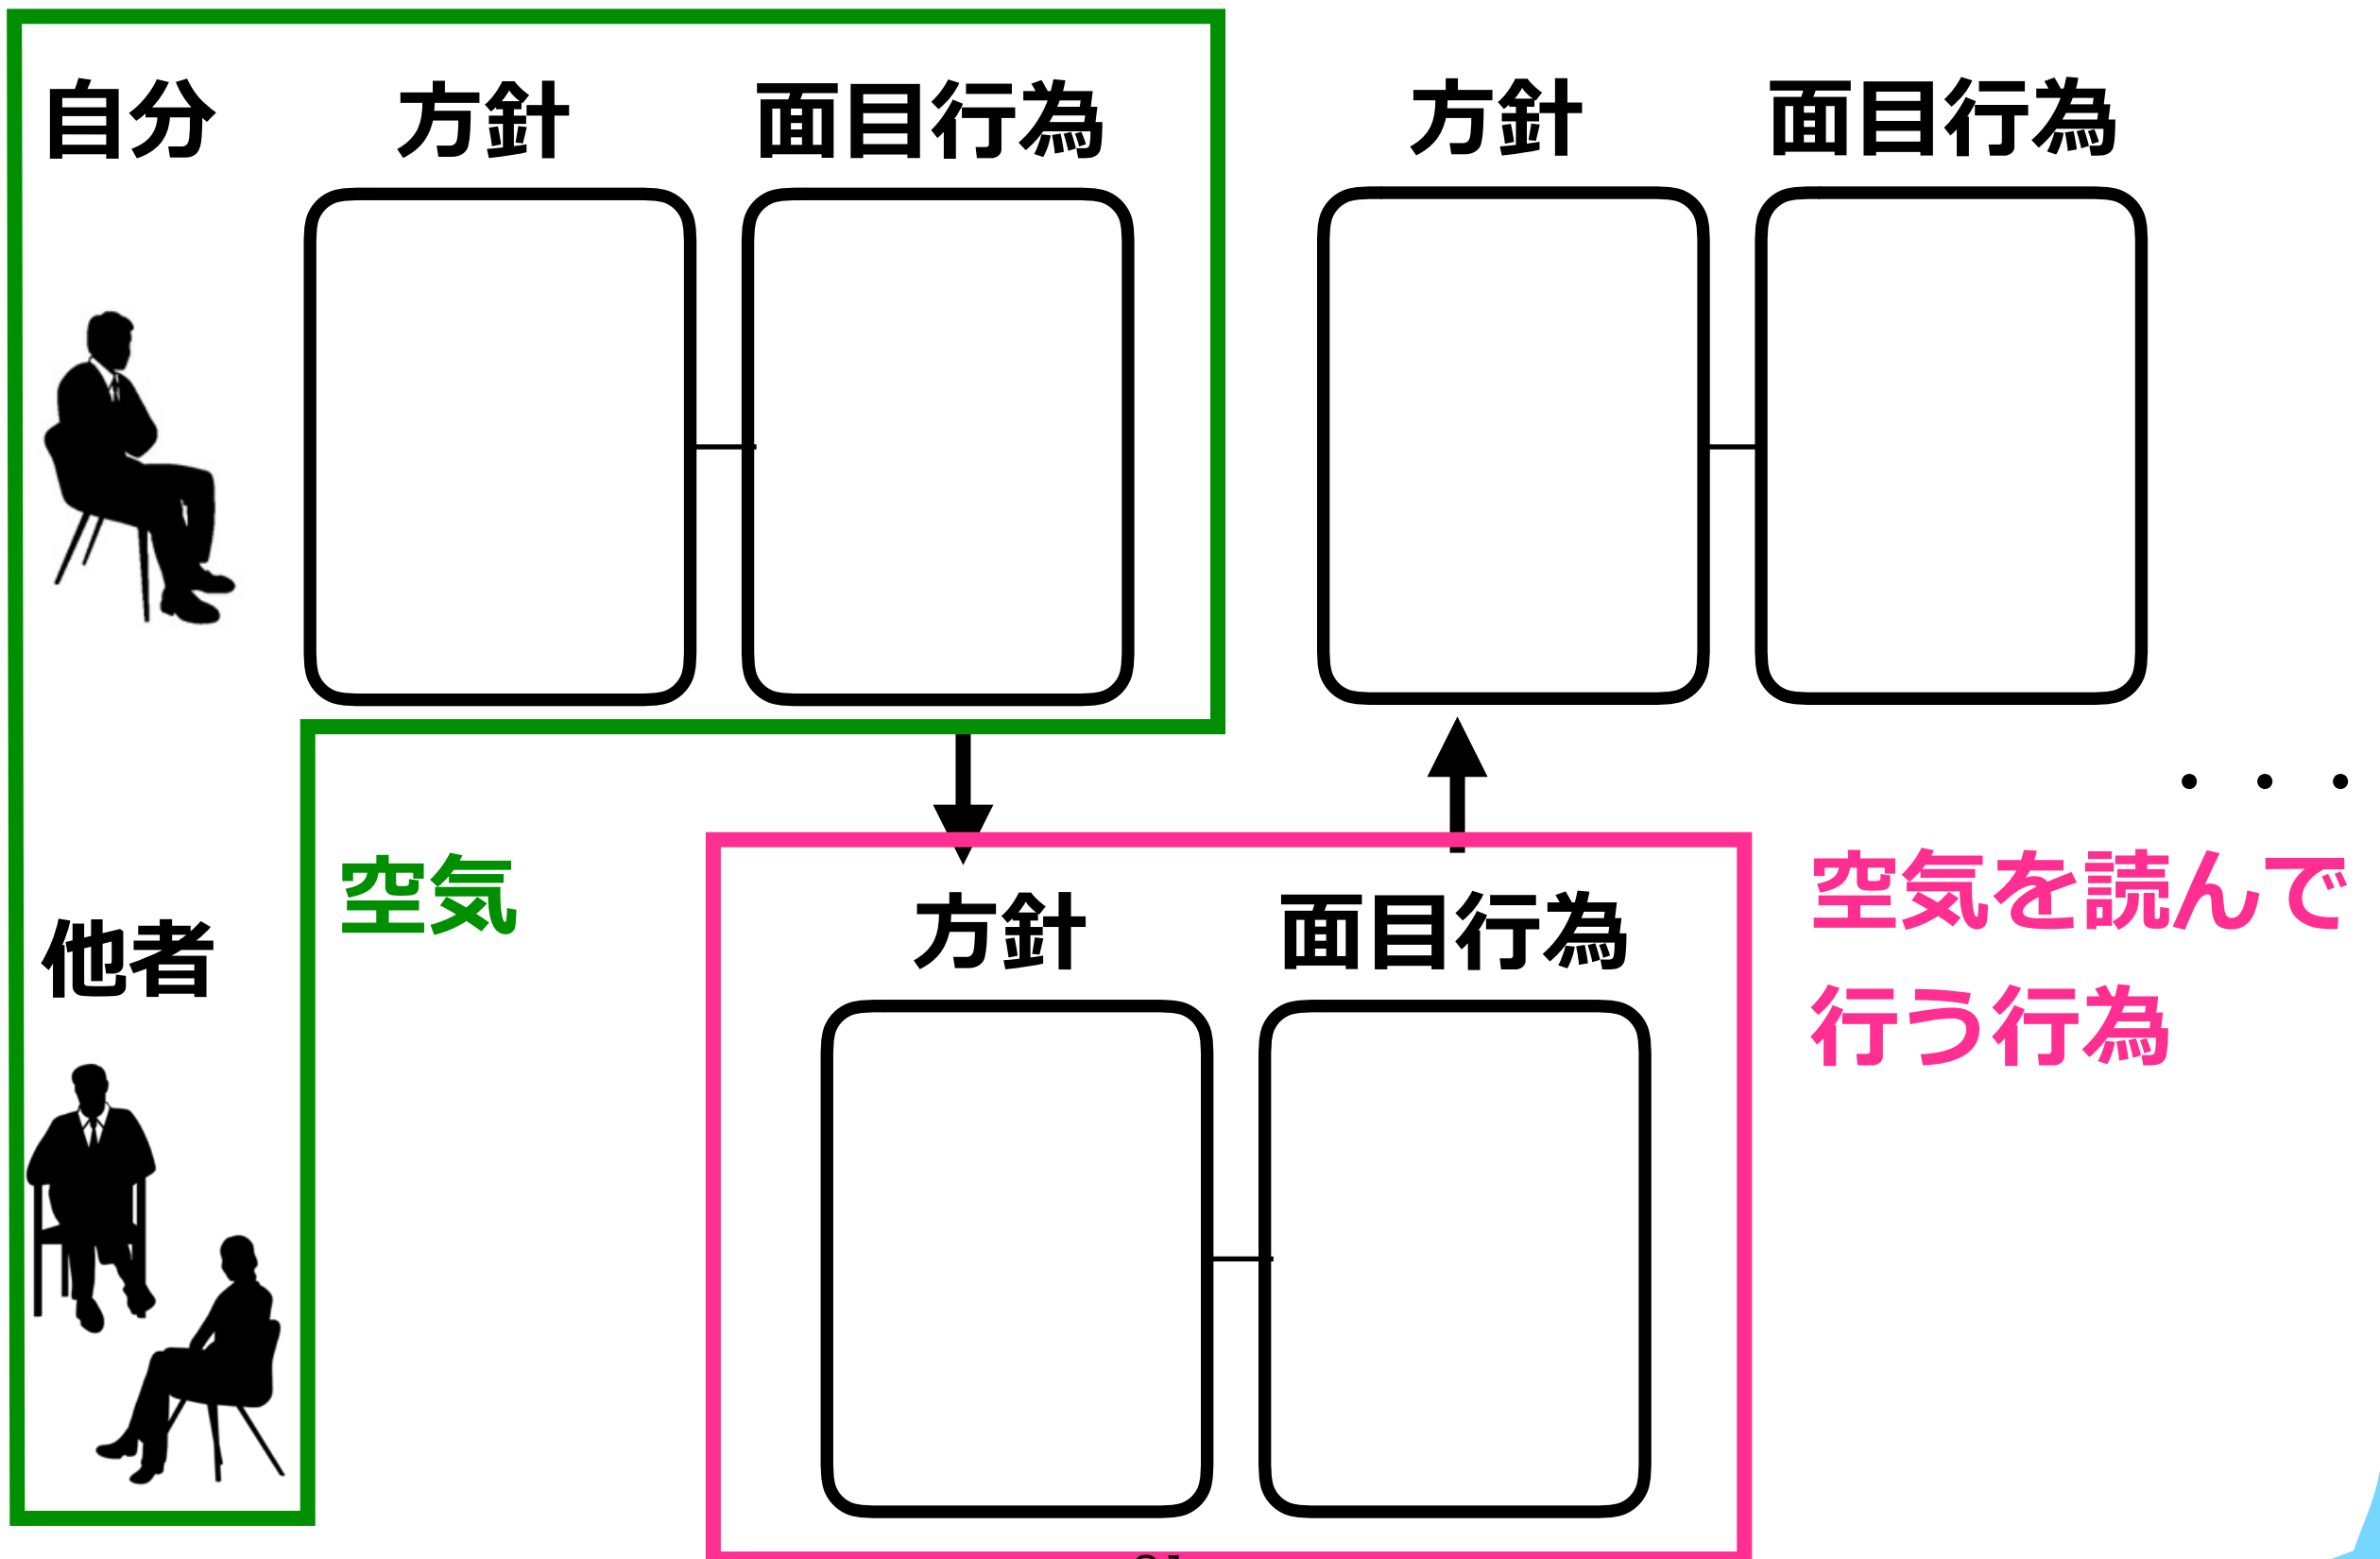 自分
方針
面目行為
方針
面目行為
・・・
空気
他者
方針
面目行為
空気を読んで
行う行為